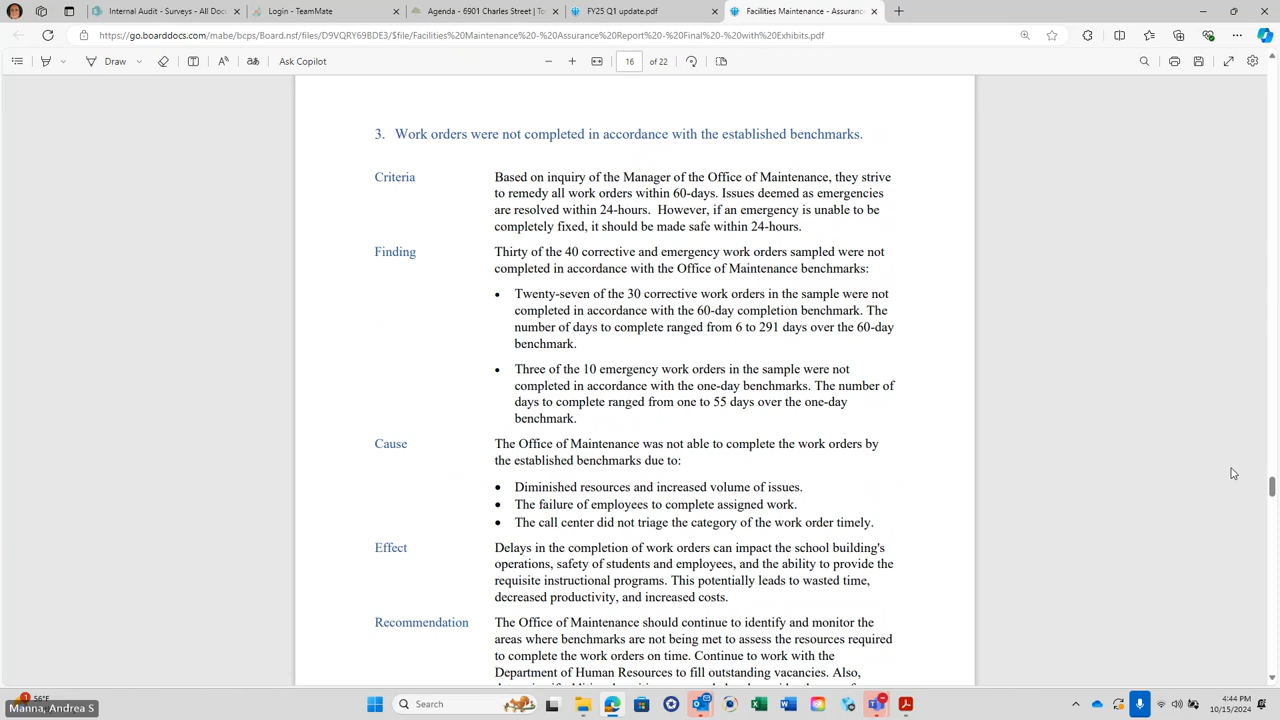 Internal Audit - Surveys - All Doc
Login - TeamMate
Agenda - 6901 Charles Street | To
FY25 Q1 update.pdf
Facilities Maintenance - Assuranc
https://go.boarddocs.com/mabe/bcps/Board.nsf/files/D9VQRY69BDE3/$file/Facilities%20Maintenance%20-%20Assurance%20Report%20-%20Final%20-%20with%20Exhibits.pdf
Draw
Ask Copilot
16 of 22
3. Work orders were not completed in accordance with the established benchmarks.
Criteria
Based on inquiry of the Manager of the Office of Maintenance, they strive
to remedy all work orders within 60-days. Issues deemed as emergencies
are resolved within 24-hours. However, if an emergency is unable to be
completely fixed, it should be made safe within 24-hours.
Finding
Thirty of the 40 corrective and emergency work orders sampled were not
completed in accordance with the Office of Maintenance benchmarks:
• Twenty-seven of the 30 corrective work orders in the sample were not
completed in accordance with the 60-day completion benchmark. The
number of days to complete ranged from 6 to 291 days over the 60-day
benchmark.
• Three of the 10 emergency work orders in the sample were not
completed in accordance with the one-day benchmarks. The number of
days to complete ranged from one to 55 days over the one-day
benchmark.
Cause
The Office of Maintenance was not able to complete the work orders by
the established benchmarks due to:
• Diminished resources and increased volume of issues.
• The failure of employees to complete assigned work.
• The call center did not triage the category of the work order timely.
Effect
Delays in the completion of work orders can impact the school building's
operations, safety of students and employees, and the ability to provide the
requisite instructional programs. This potentially leads to wasted time,
decreased productivity, and increased costs.
Recommendation
The Office of Maintenance should continue to identify and monitor the
areas where benchmarks are not being met to assess the resources required
to complete the work orders on time. Continue to work with the
Department of Human Resources to fill outstanding vacancies. Also,
1
56°F
Manna, Andrea S
Search
4:44 PM
10/15/2024